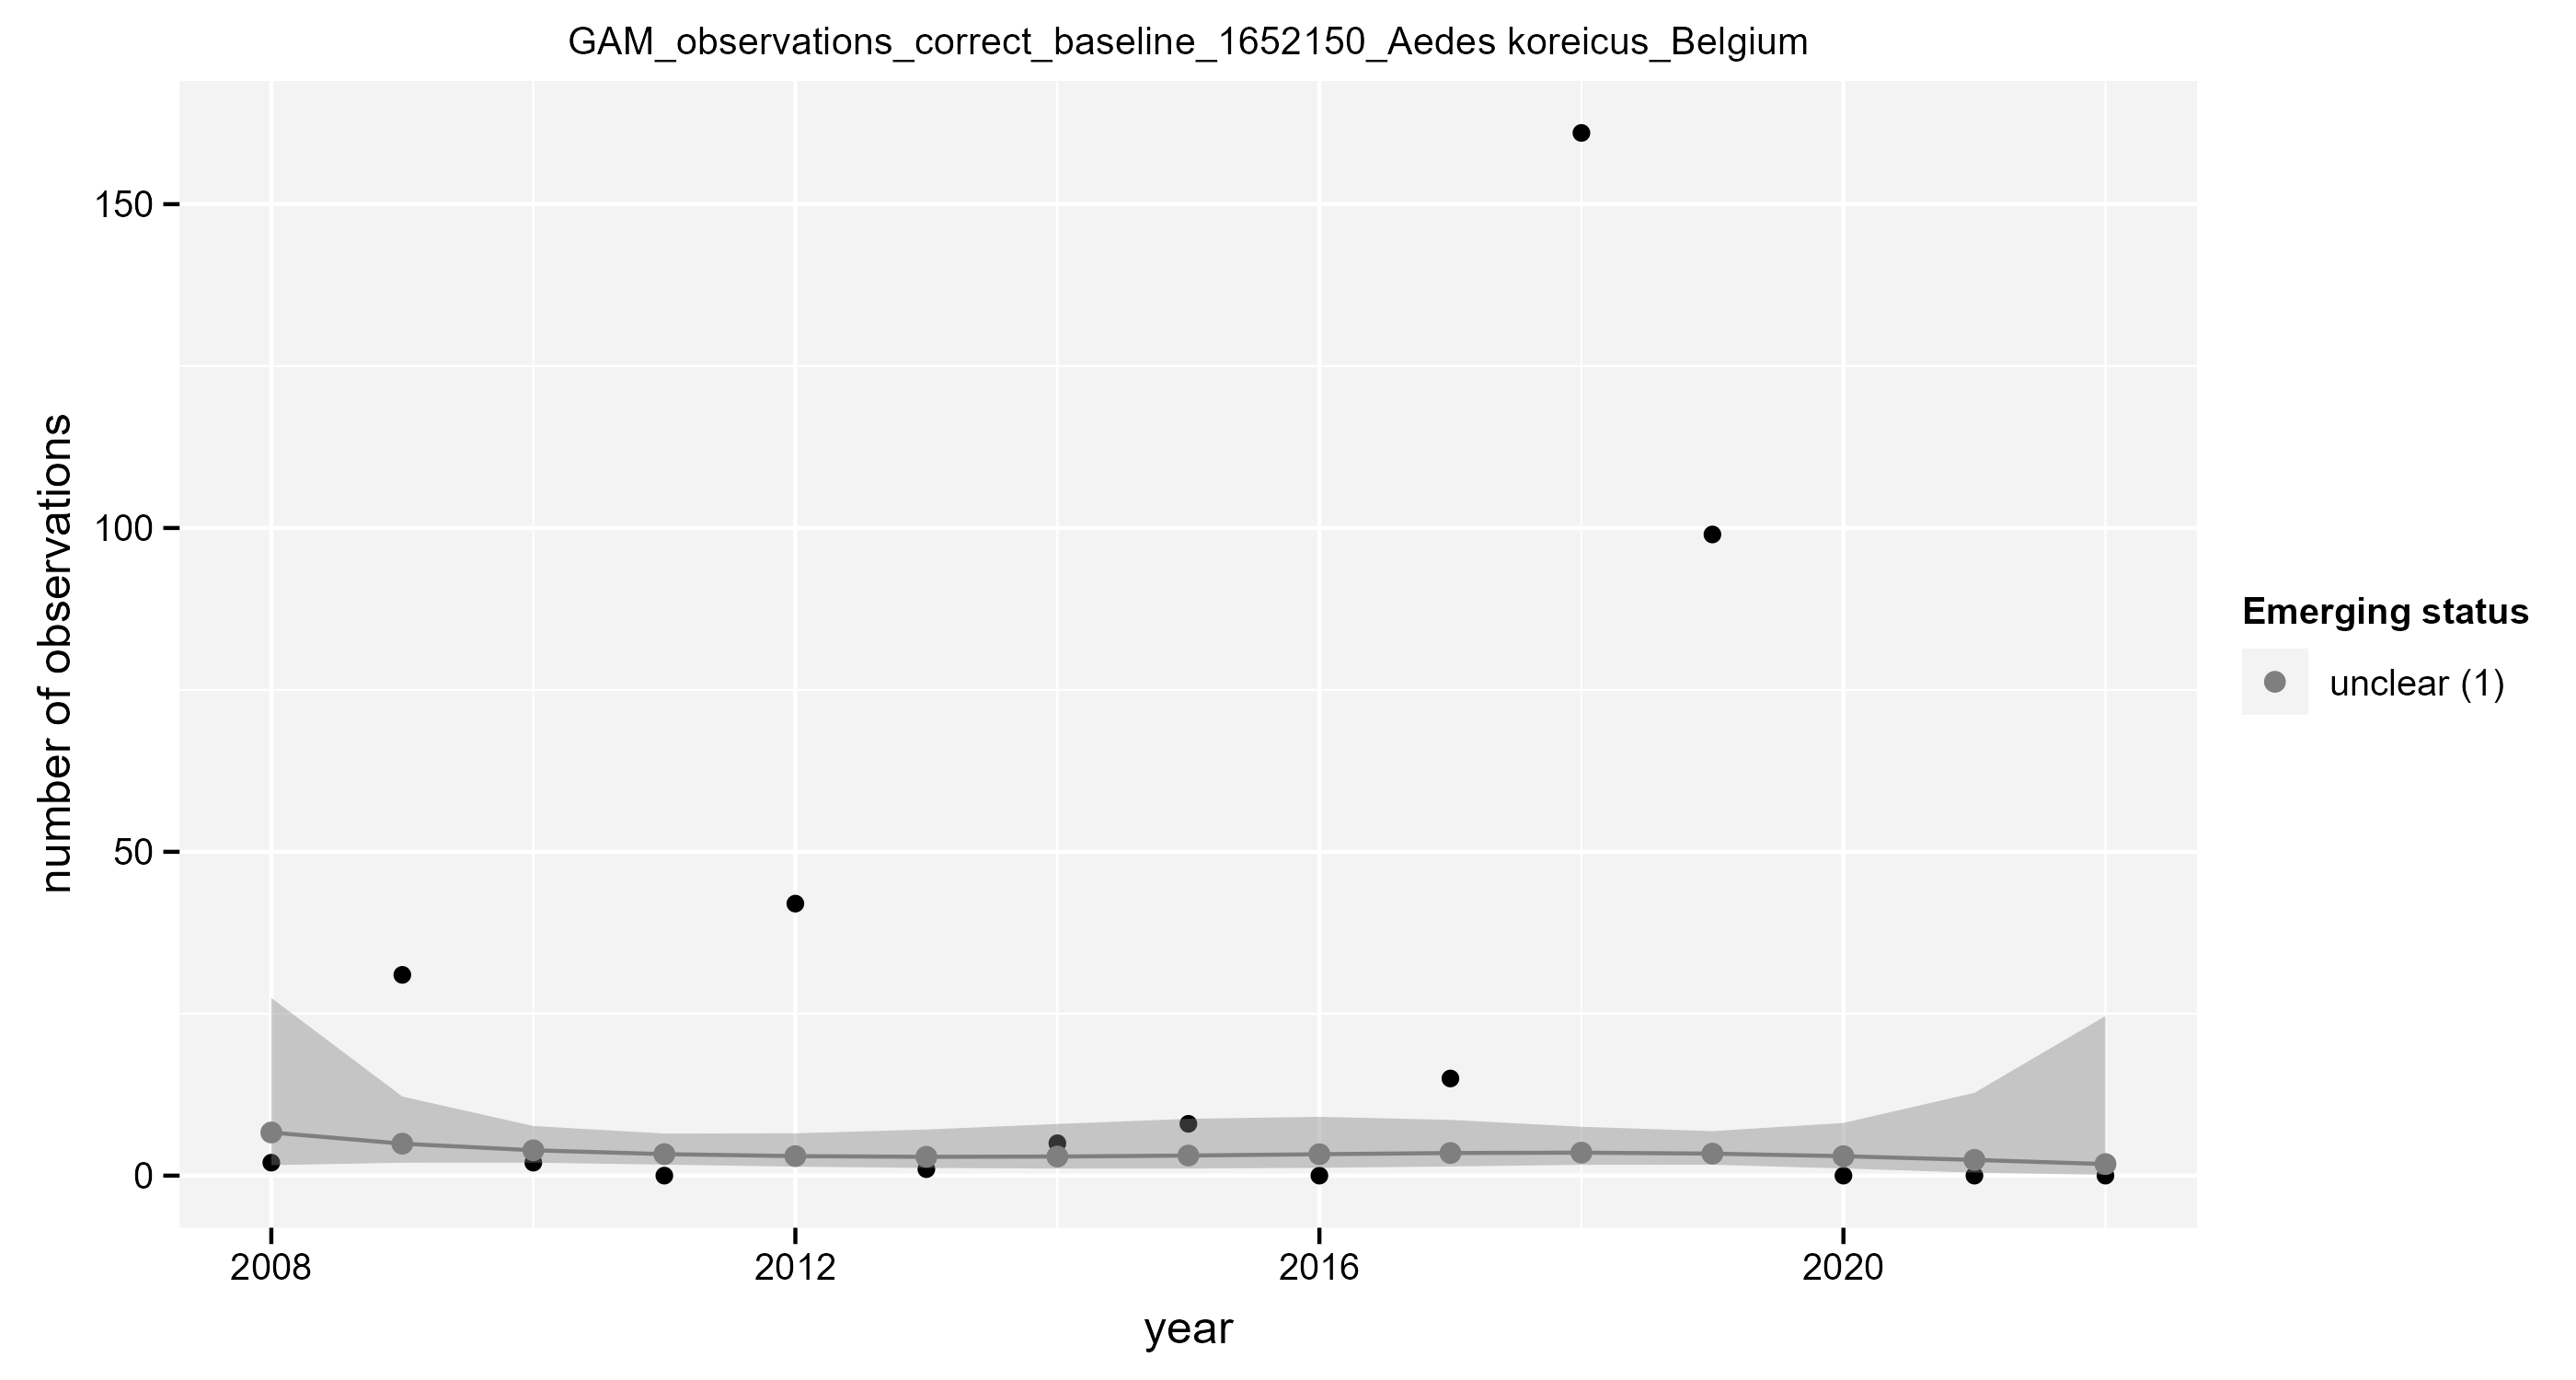 GAM_observations_correct_baseline_1652150_Aedes koreicus_Belgium
number of observations
150
100
50
0
2008
2012
2016
2020
year
Emerging status
unclear (1)